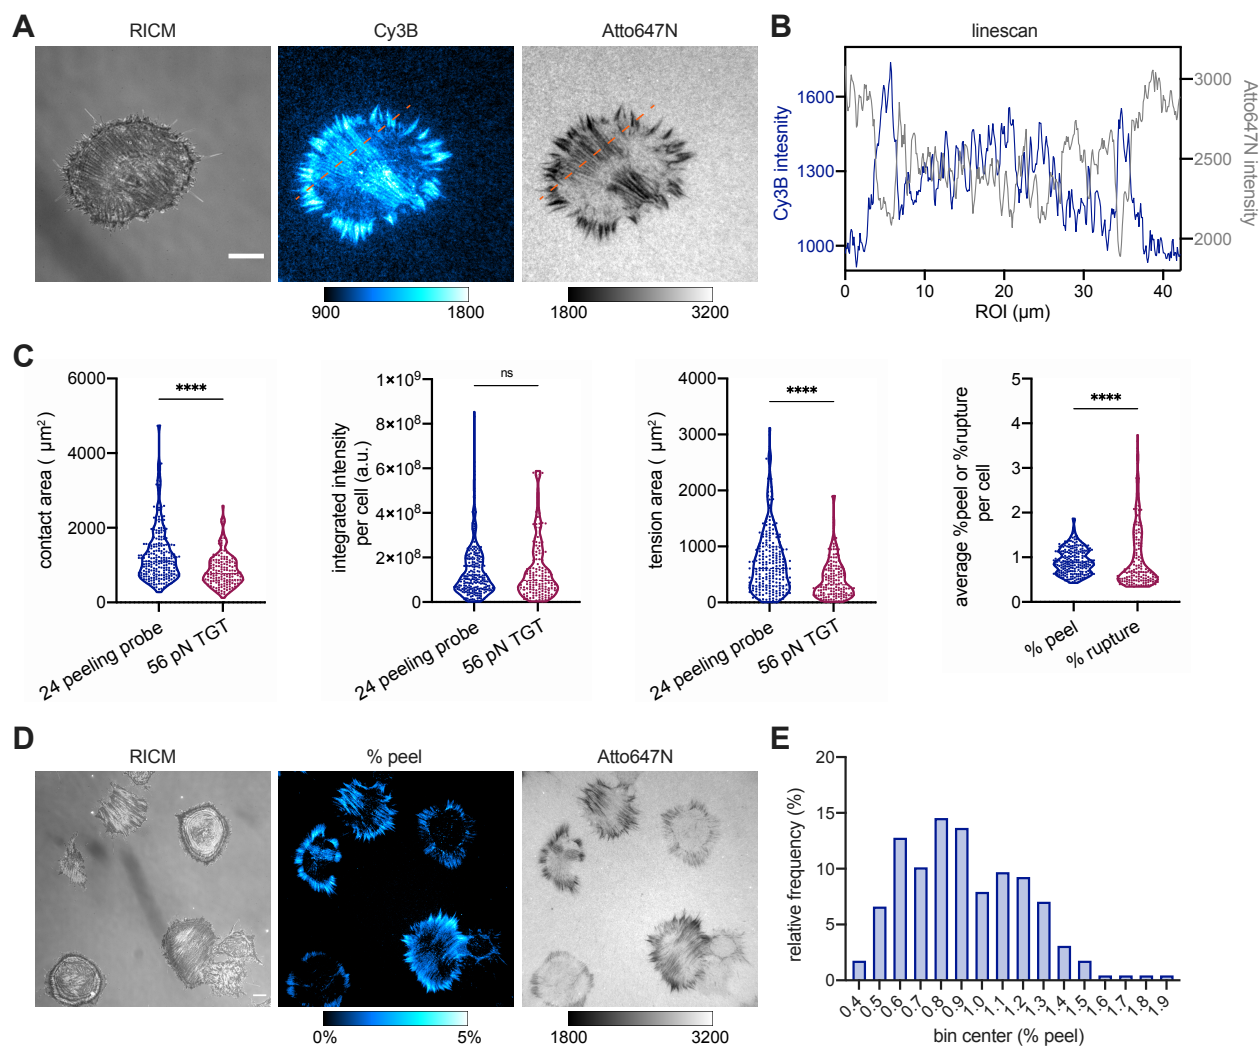 A
RICM
Cy3B
Atto647N
900
1800
1800
3200
B
linescan
1600
1300
1000
Cy3B intesnity
3000
2500
2000
Atto647N intensity
0
10
20
30
40
ROI (µm)
C
6000
4000
2000
0
contact area ( µm²)
****
24 peeling probe
56 pN TGT
1×10⁹
8×10⁸
6×10⁸
4×10⁸
2×10⁸
0
integrated intensity
per cell (a.u.)
ns
24 peeling probe
56 pN TGT
4000
3000
2000
1000
0
tension area ( µm²)
****
24 peeling probe
56 pN TGT
5
4
3
2
1
0
average %peel or %rupture
per cell
****
% peel
% rupture
D
RICM
% peel
Atto647N
0%
5%
1800
3200
E
20
15
10
5
0
relative frequency (%)
0.4
0.5
0.6
0.7
0.8
0.9
1.0
1.1
1.2
1.3
1.4
1.5
1.6
1.7
1.8
1.9
bin center (% peel)